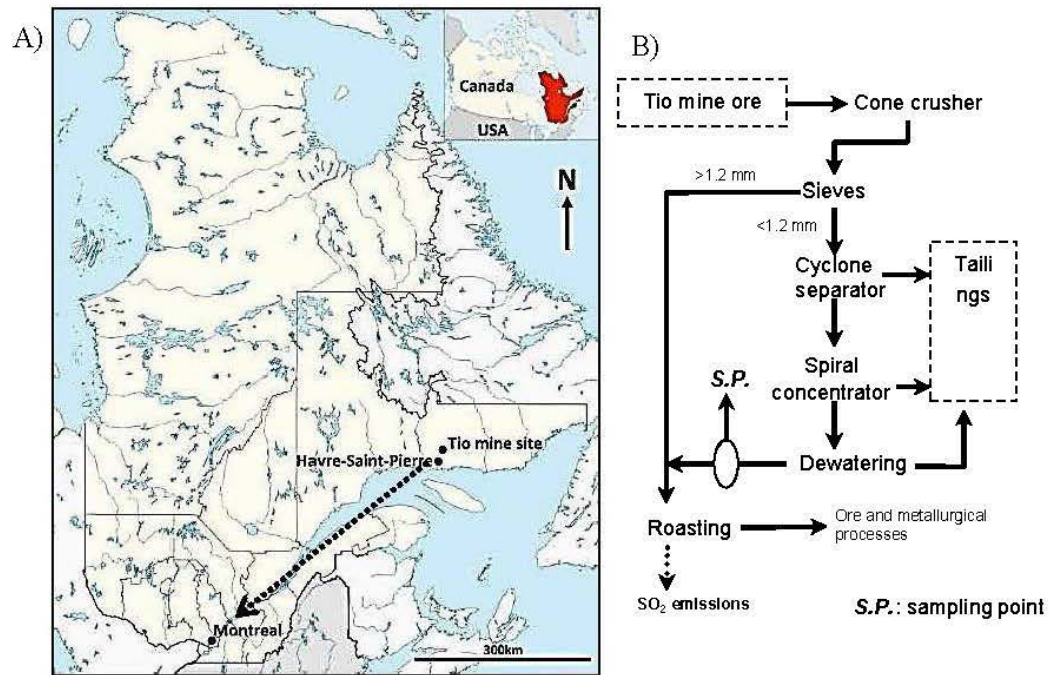 A)
Canada
USA
N
Tio mine site
Havre-Saint-Pierre
Montreal
300km
B)
Tio mine ore
Cone crusher
>1.2 mm
Sieves
<1.2 mm
Cyclone
separator
Taili
ngs
S.P.
Spiral
concentrator
Dewatering
Roasting
Ore and metallurgical
processes
SO₂ emissions
S.P.: sampling point